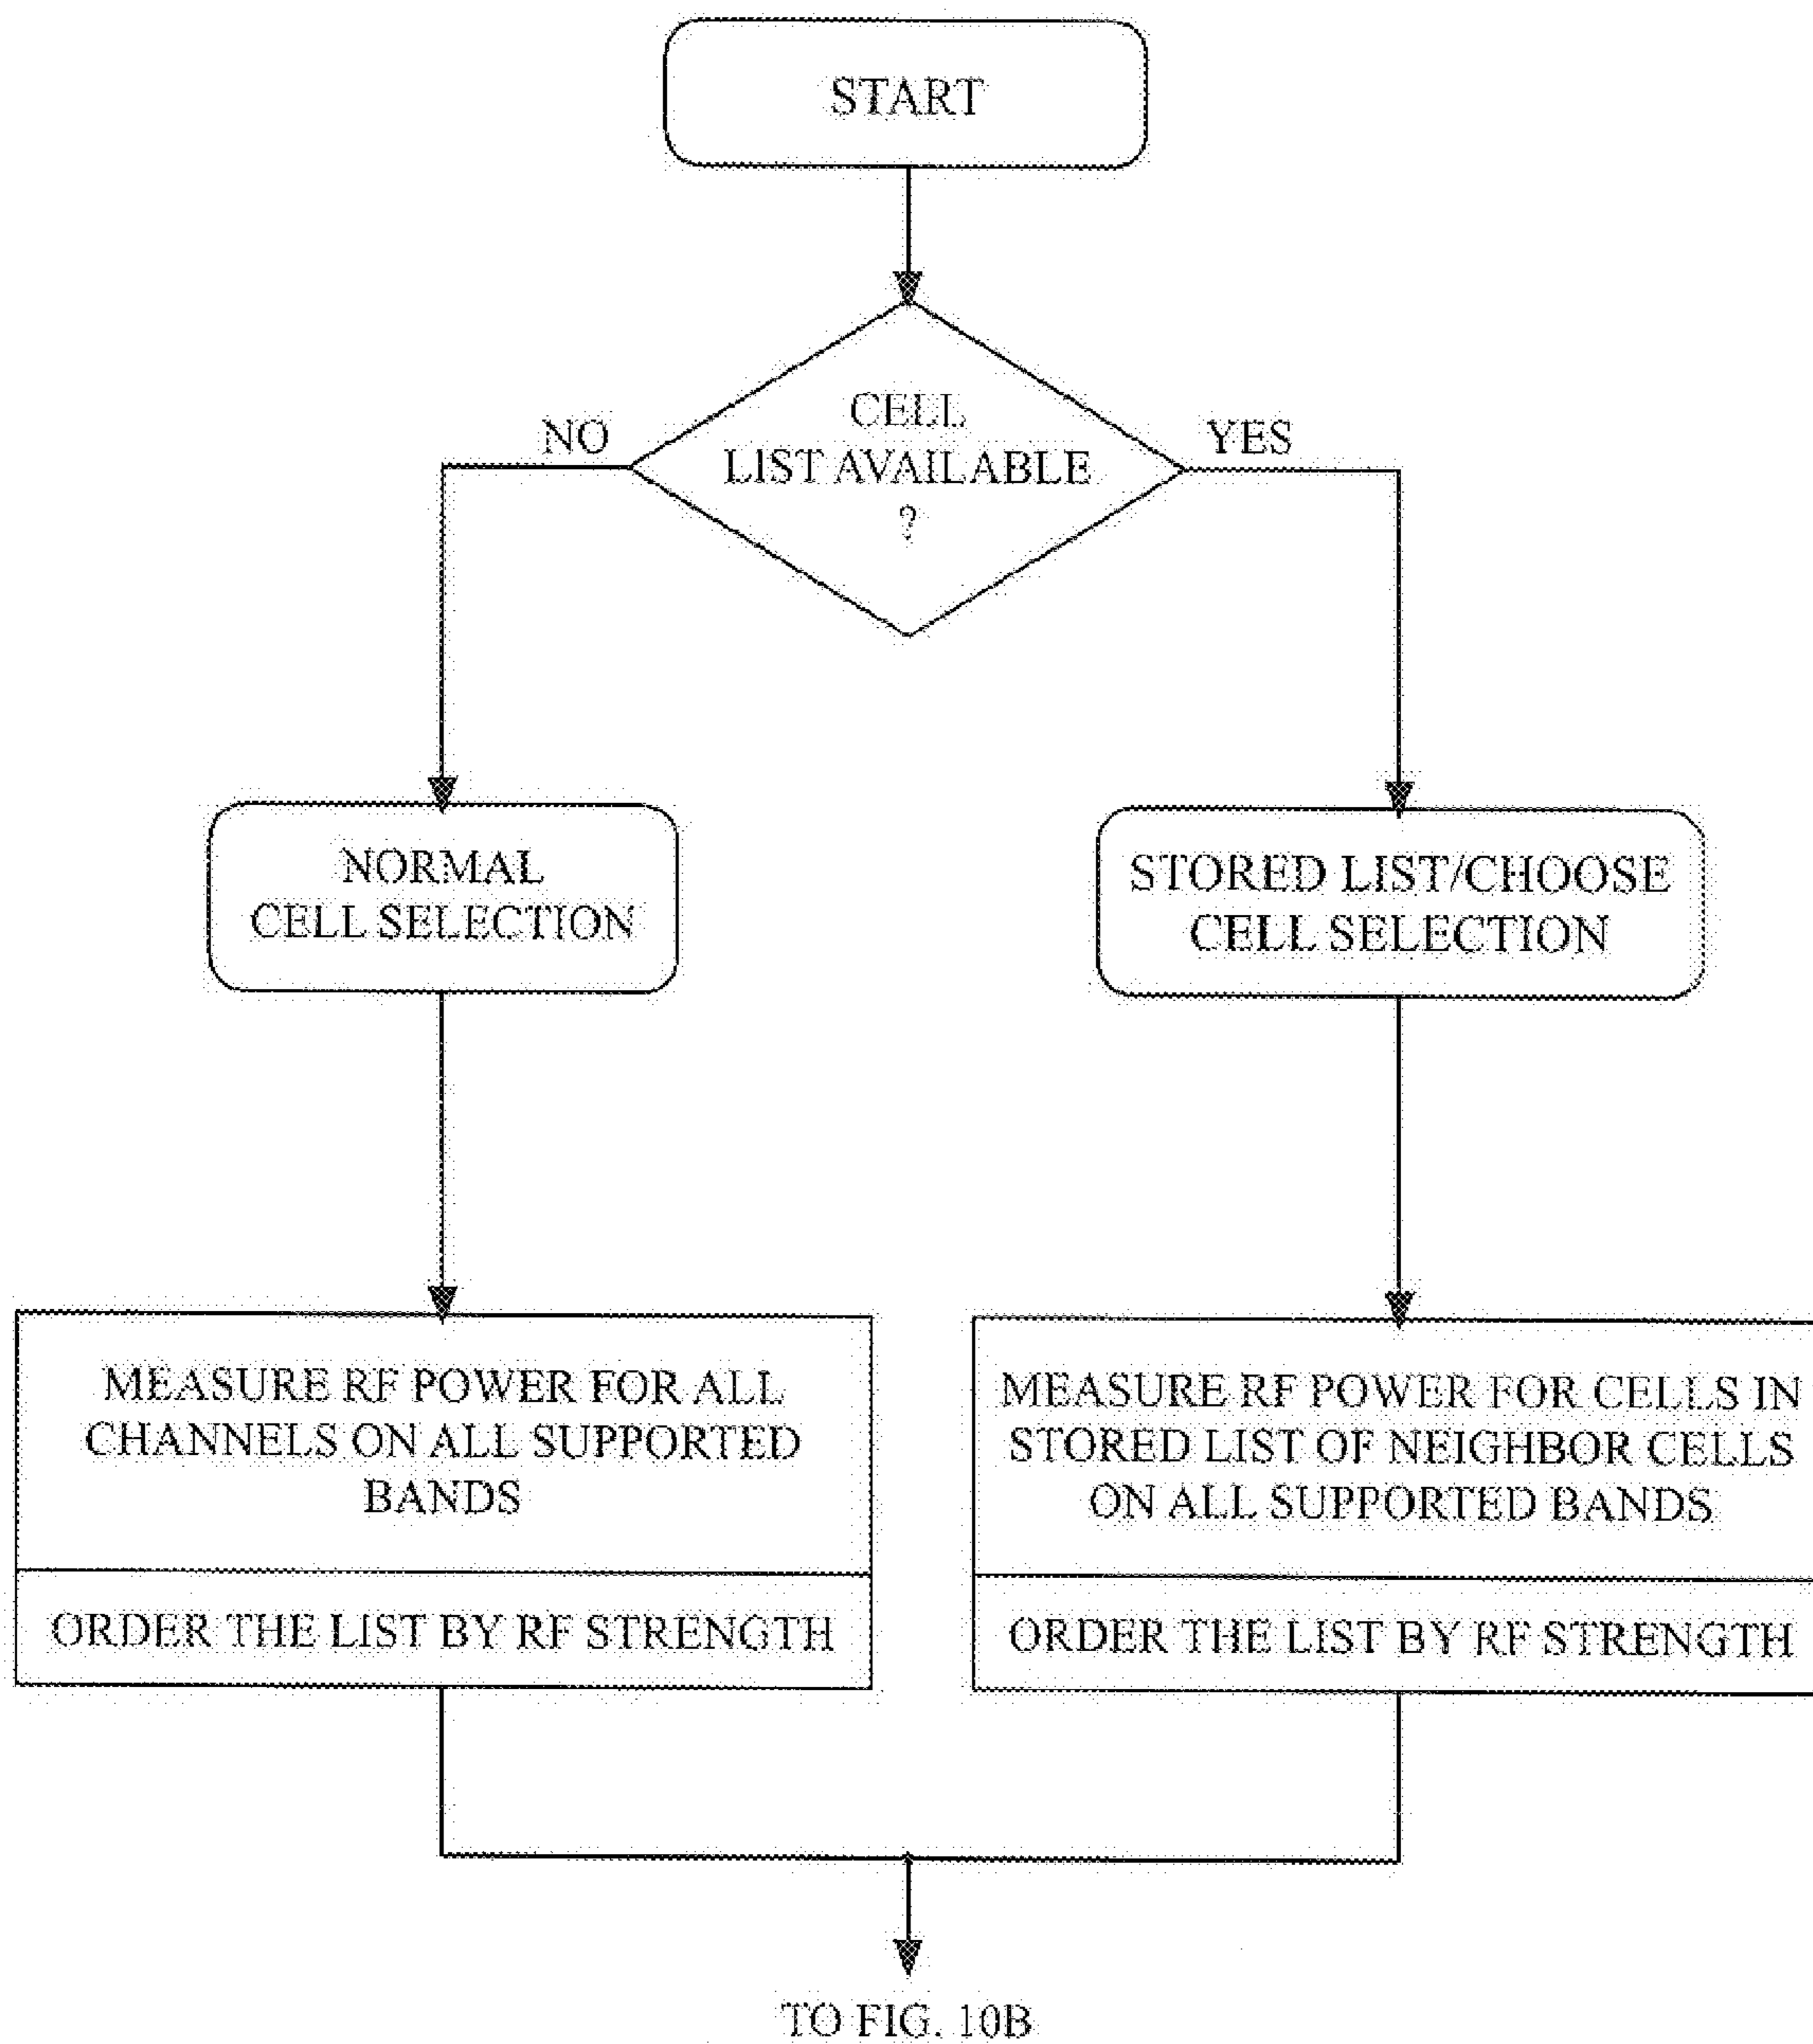 START
CELL
LIST AVAILABLE
?
NO
YES
NORMAL
CELL SELECTION
STORED LIST/CHOOSE
CELL SELECTION
MEASURE RF POWER FOR ALL
CHANNELS ON ALL SUPPORTED
BANDS
ORDER THE LIST BY RF STRENGTH
MEASURE RF POWER FOR CELLS IN
STORED LIST OF NEIGHBOR CELLS
ON ALL SUPPORTED BANDS
ORDER THE LIST BY RF STRENGTH
TO FIG. 10B